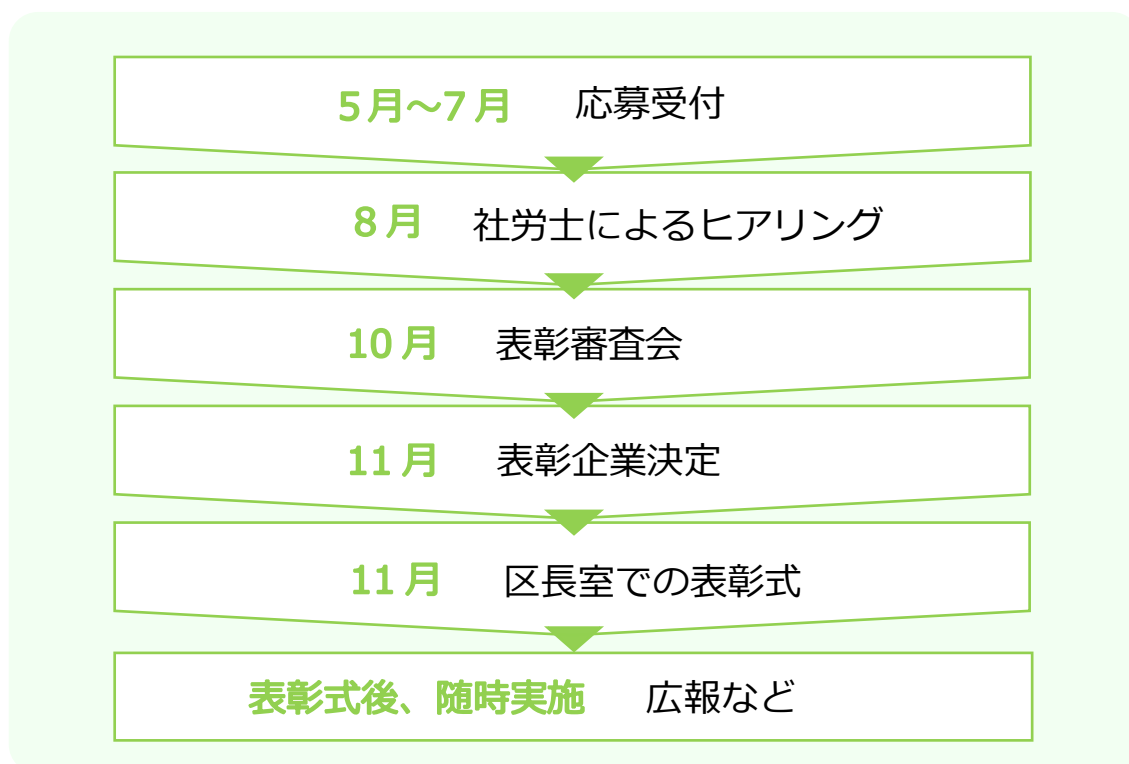 5月～7月 応募受付
8月 社労士によるヒアリング
10月 表彰審査会
11月 表彰企業決定
11月 区長室での表彰式
表彰式後、随時実施 広報など